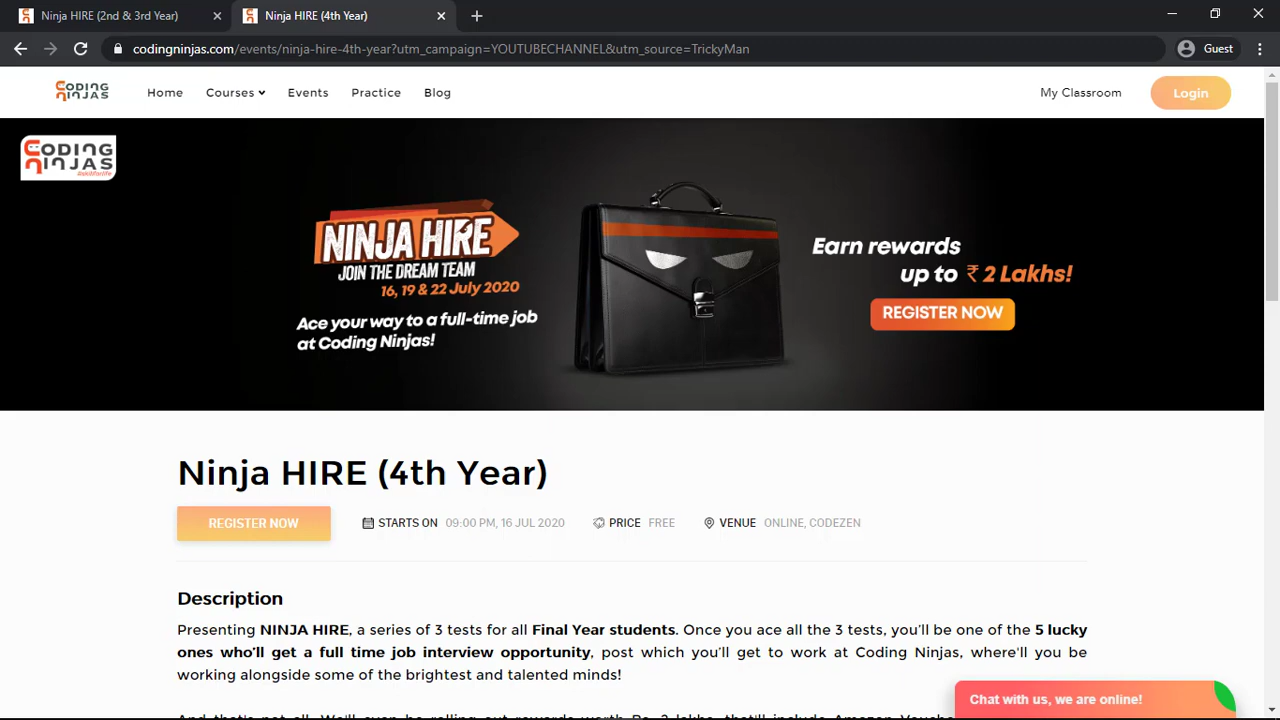 Ninja HIRE (2nd & 3rd Year)
Ninja HIRE (4th Year)
codingninjas.com/events/ninja-hire-4th-year?utm_campaign=YOUTUBECHANNEL&utm_source=TrickyMan
Guest
CODING NINJAS
Home
Courses
Events
Practice
Blog
My Classroom
Login
CODING
NINJAS
NINJA HIRE
JOIN THE DREAM TEAM
16, 19 & 22 July 2020
Ace your way to a full-time job
at Coding Ninjas!
Earn rewards
up to ₹ 2 Lakhs!
REGISTER NOW
Ninja HIRE (4th Year)
REGISTER NOW
STARTS ON 09:00 PM, 16 JUL 2020
PRICE FREE
VENUE ONLINE, CODEZEN
Description
Presenting NINJA HIRE, a series of 3 tests for all Final Year students. Once you ace all the 3 tests, you'll be one of the 5 lucky
ones who'll get a full time job interview opportunity, post which you'll get to work at Coding Ninjas, where'll you be
working alongside some of the brightest and talented minds!
Chat with us, we are online!